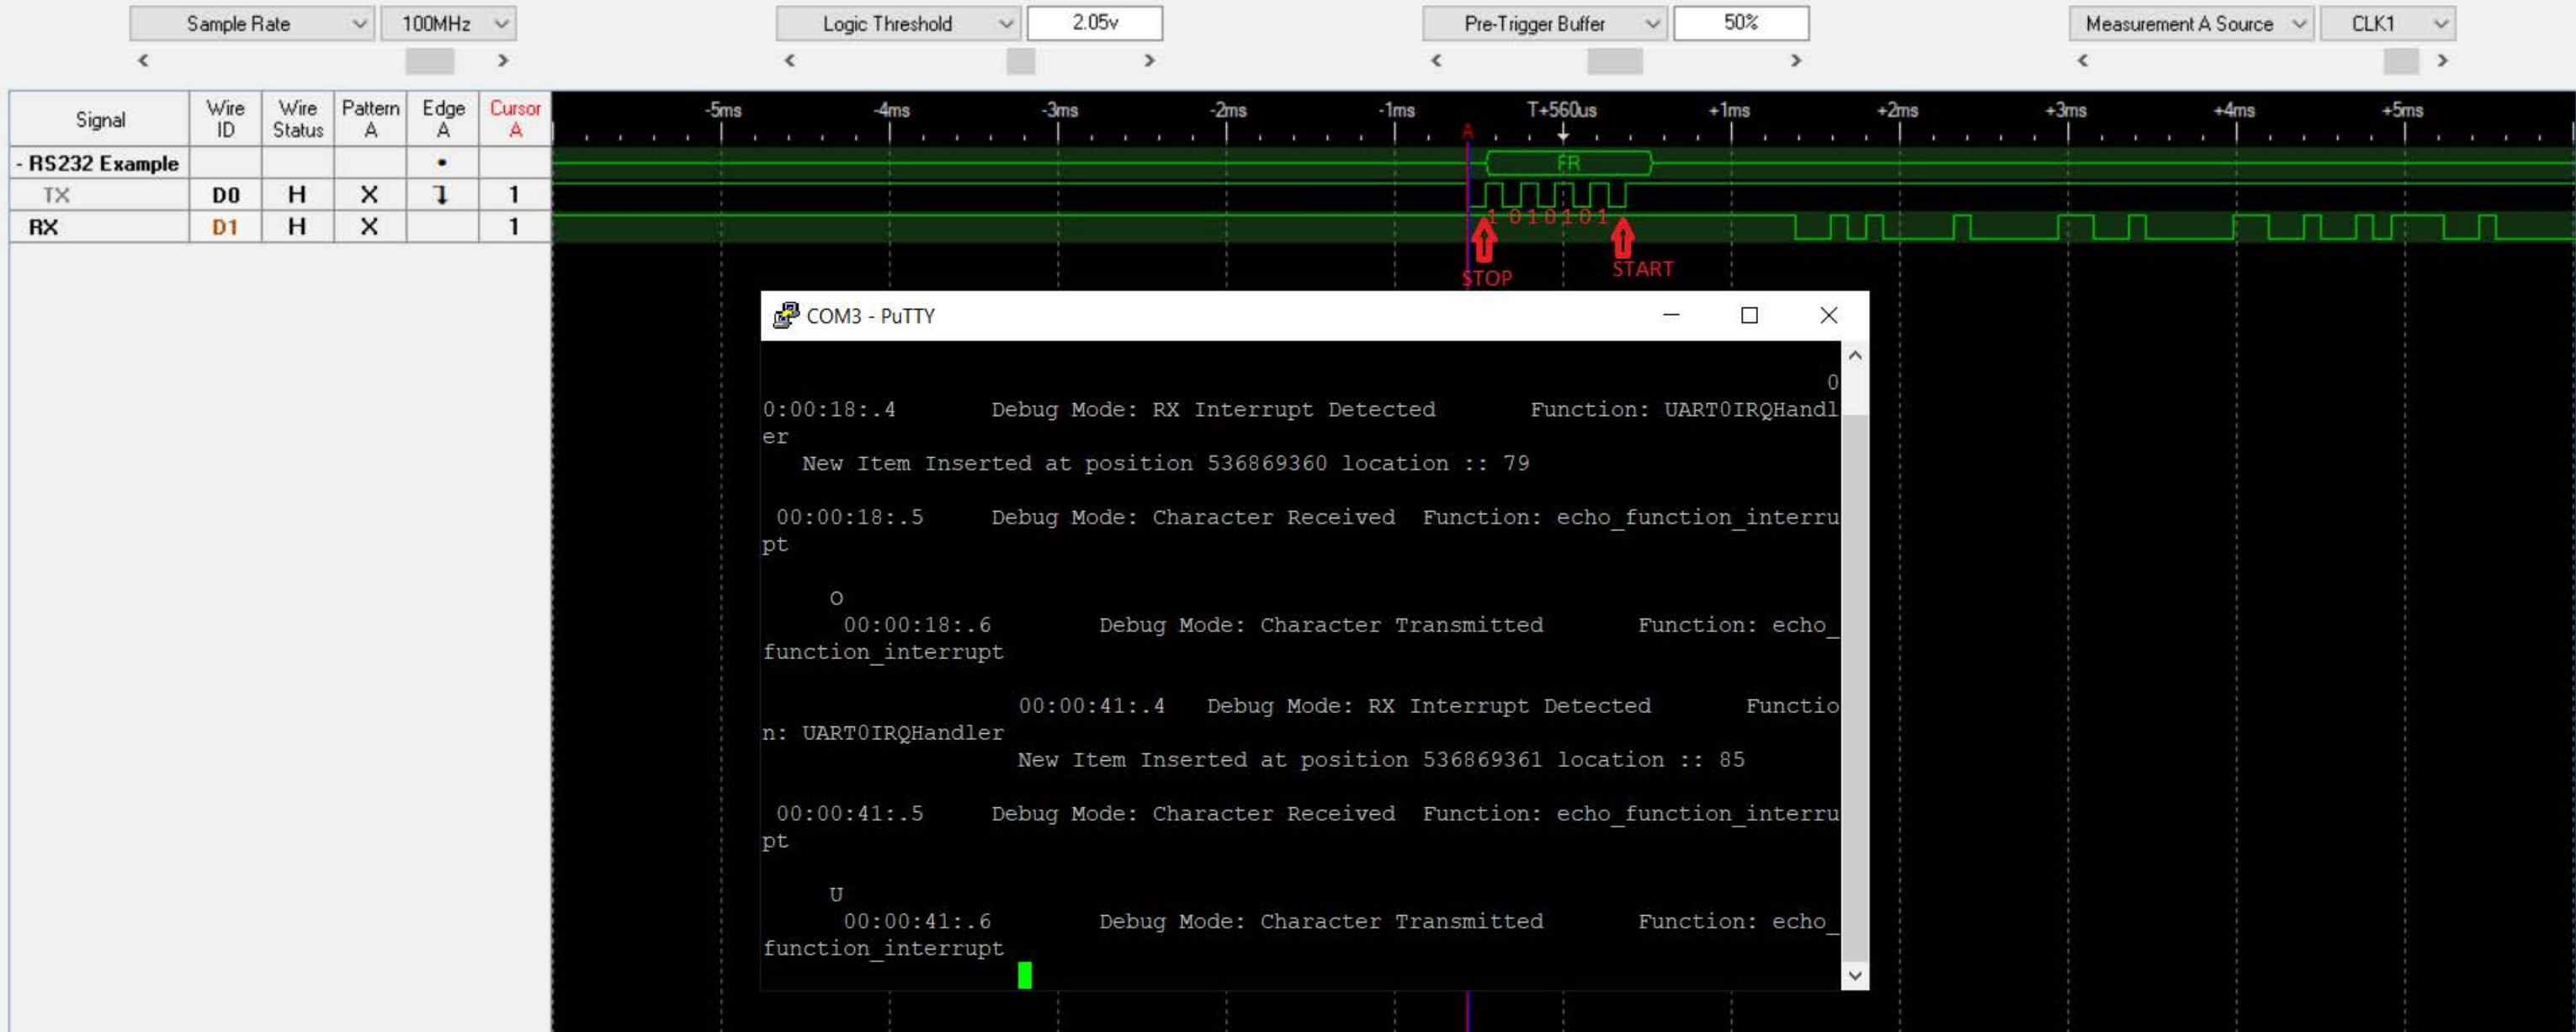 Sample Rate 100MHz Logic Threshold 2.05v Pre-Trigger Buffer 50% Measurement A Source CLK1
Signal Wire ID Wire Status Pattern A Edge A Cursor A
-5ms -4ms -3ms -2ms -1ms T+560us +1ms +2ms +3ms +4ms +5ms
A
- RS232 Example
FR
TX D0 H X 1
RX D1 H X 1
1 0 1 0 1 0 1
STOP START
COM3 - PuTTY
0
0:00:18:.4 Debug Mode: RX Interrupt Detected Function: UART0IRQHandl
er
New Item Inserted at position 536869360 location :: 79
00:00:18:.5 Debug Mode: Character Received Function: echo_function_interru
pt
O
00:00:18:.6 Debug Mode: Character Transmitted Function: echo_
function_interrupt
00:00:41:.4 Debug Mode: RX Interrupt Detected Functio
n: UART0IRQHandler
New Item Inserted at position 536869361 location :: 85
00:00:41:.5 Debug Mode: Character Received Function: echo_function_interru
pt
U
00:00:41:.6 Debug Mode: Character Transmitted Function: echo_
function_interrupt